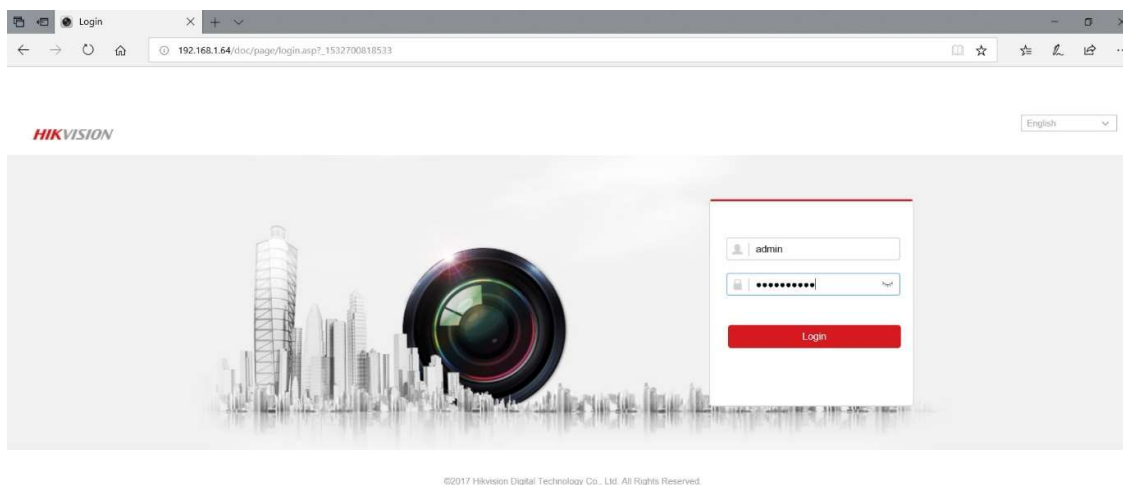 Login
192.168.1.64/doc/page/login.asp?_1532700818533
HIKVISION
English
admin
••••••••••
Login
©2017 Hikvision Digital Technology Co., Ltd. All Rights Reserved.